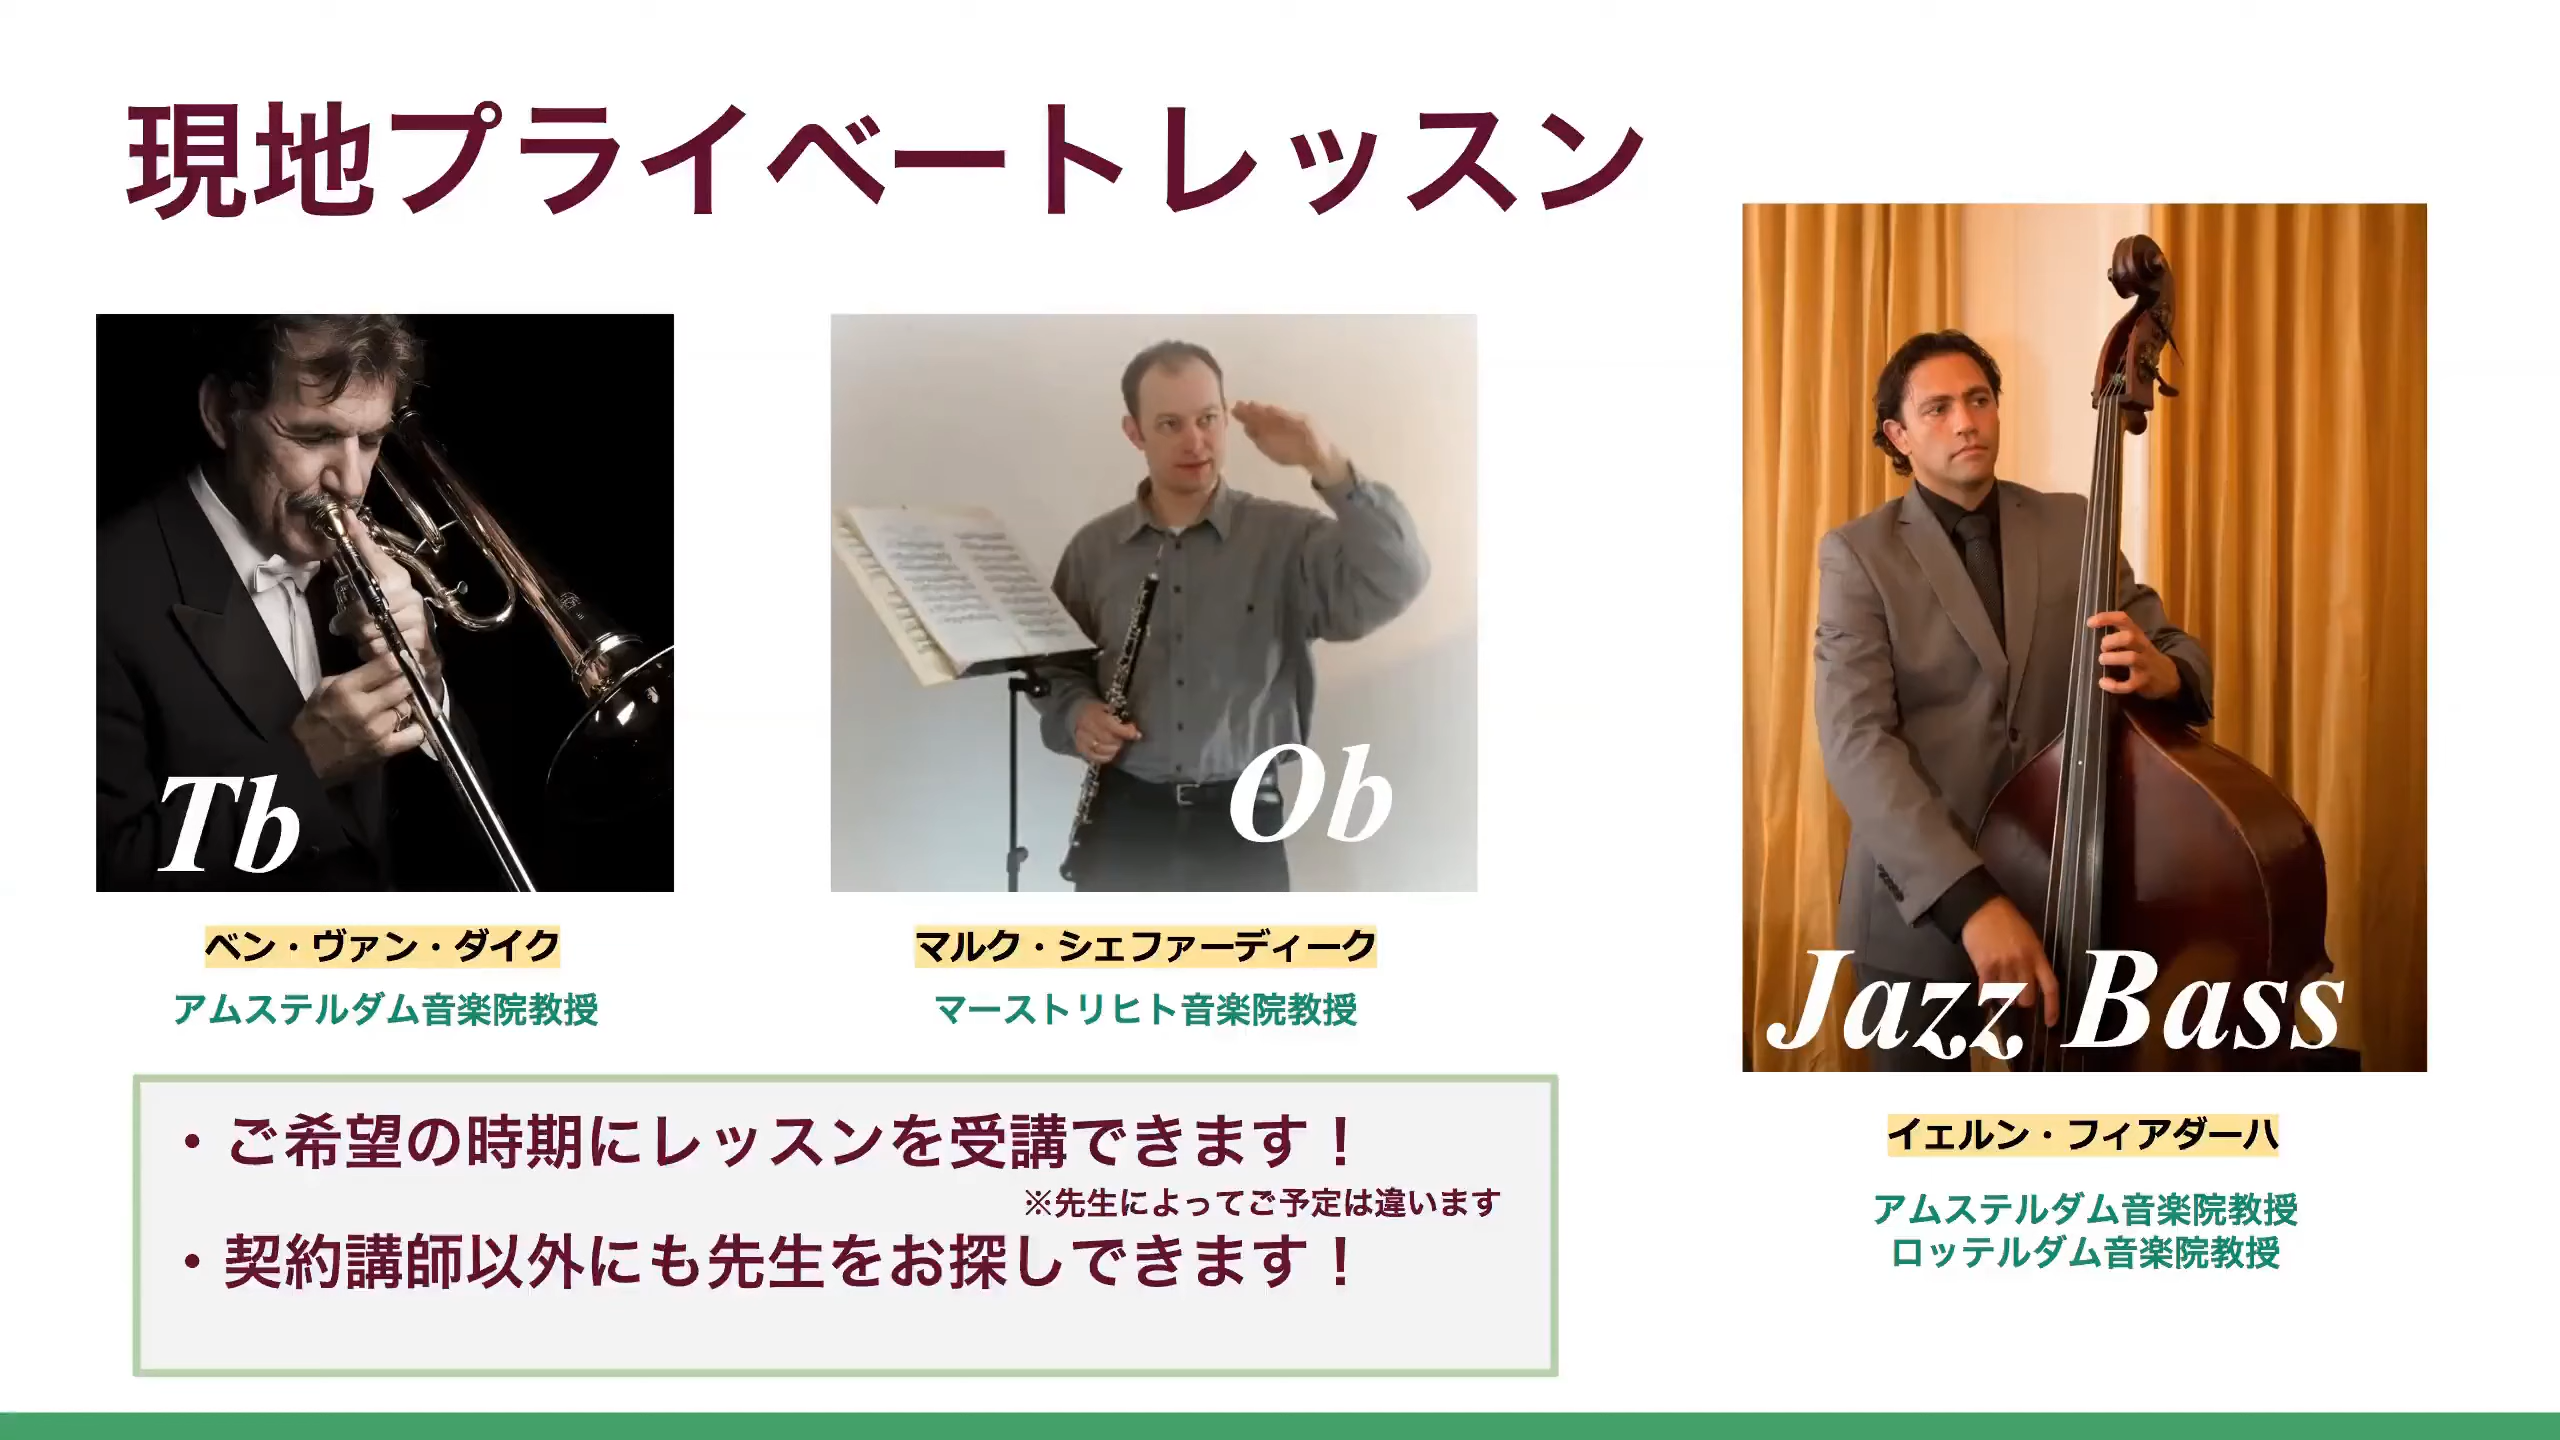 現地プライベートレッスン
Tb
ベン・ヴァン・ダイク
アムステルダム音楽院教授
Ob
マルク・シェファーディーク
マーストリヒト音楽院教授
Jazz Bass
イェルン・フィアダーハ
アムステルダム音楽院教授
ロッテルダム音楽院教授
・ご希望の時期にレッスンを受講できます！
※先生によってご予定は違います
・契約講師以外にも先生をお探しできます！